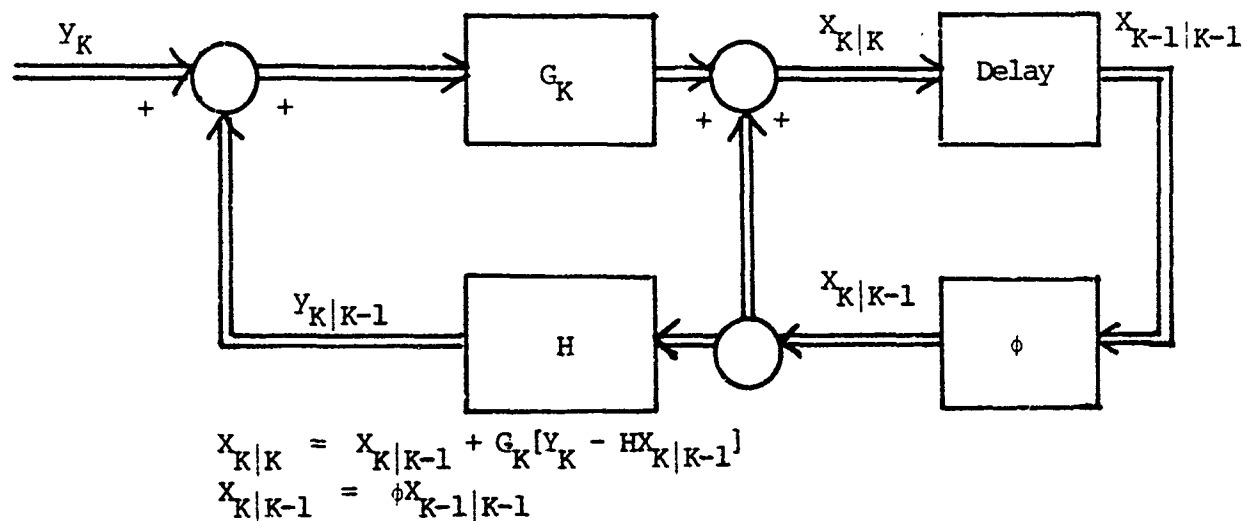 Y_K
X_K|K
X_K-1|K-1
G_K
Delay
+ +
+ +
X_K|K-1
Y_K|K-1
H
ϕ
X_K|K = X_K|K-1 + G_K[Y_K - HX_K|K-1]
X_K|K-1 = ϕX_K-1|K-1